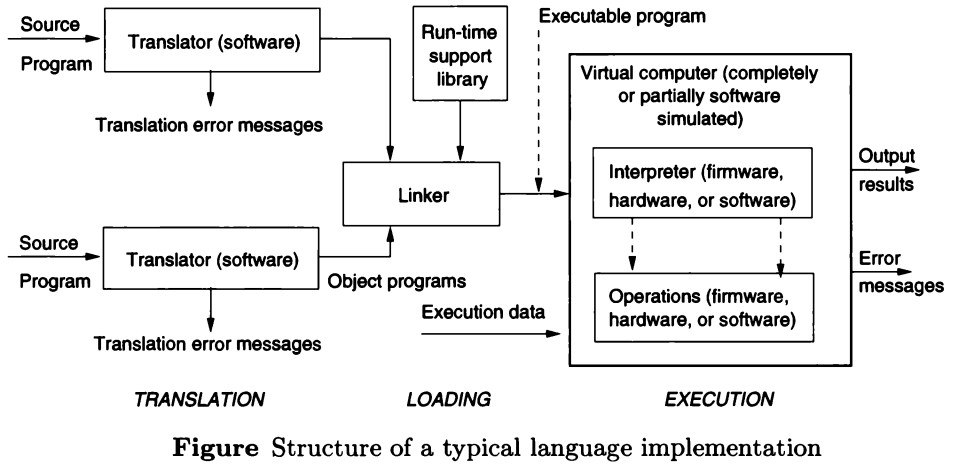 Source
Program
Translator (software)
Translation error messages
Run-time
support
library
Executable program
Virtual computer (completely
or partially software
simulated)
Interpreter (firmware,
hardware, or software)
Output
results
Linker
Source
Program
Translator (software)
Object programs
Translation error messages
Execution data
Operations (firmware,
hardware, or software)
Error
messages
TRANSLATION
LOADING
EXECUTION
Figure Structure of a typical language implementation